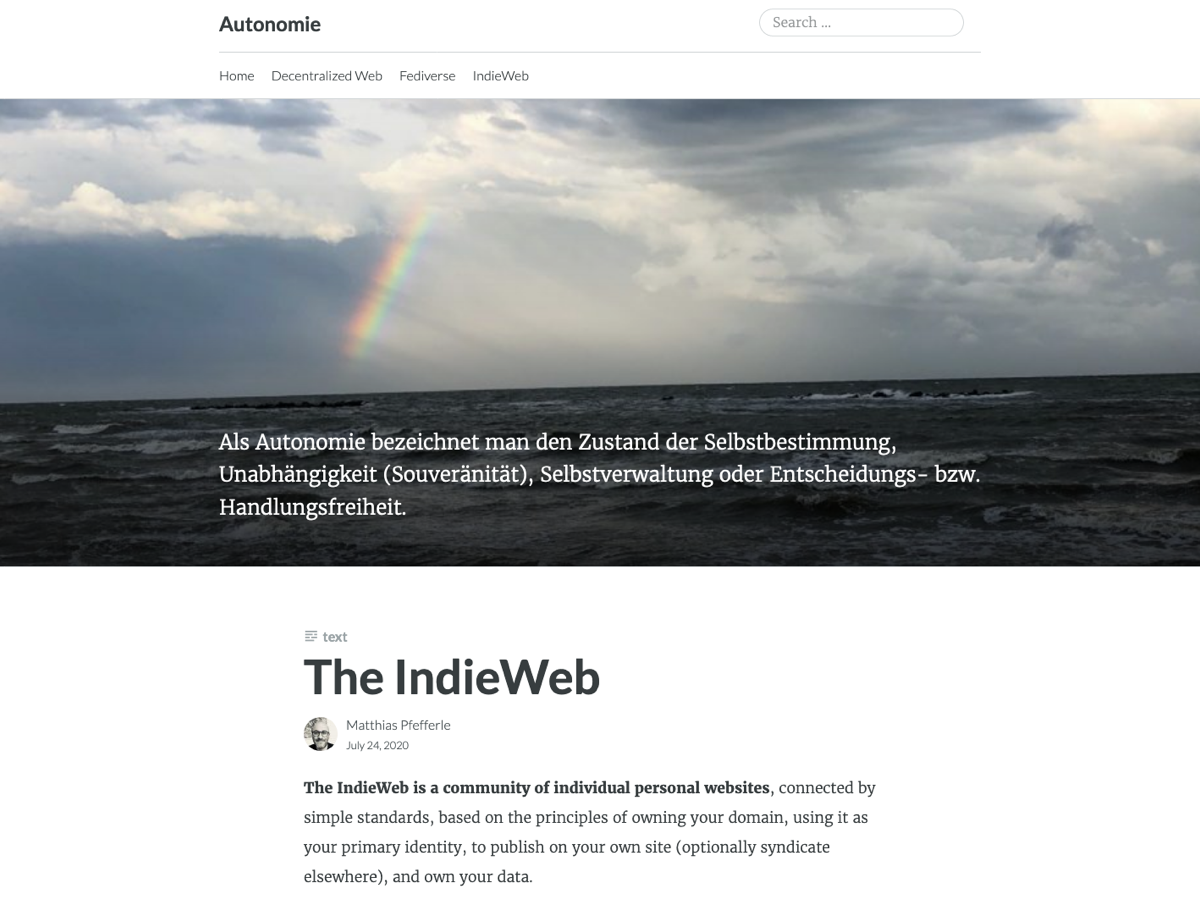 Autonomie
Search ...
Home Decentralized Web Fediverse IndieWeb
Als Autonomie bezeichnet man den Zustand der Selbstbestimmung,
Unabhängigkeit (Souveränität), Selbstverwaltung oder Entscheidungs- bzw.
Handlungsfreiheit.
text
The IndieWeb
Matthias Pfefferle
July 24, 2020
The IndieWeb is a community of individual personal websites, connected by
simple standards, based on the principles of owning your domain, using it as
your primary identity, to publish on your own site (optionally syndicate
elsewhere), and own your data.